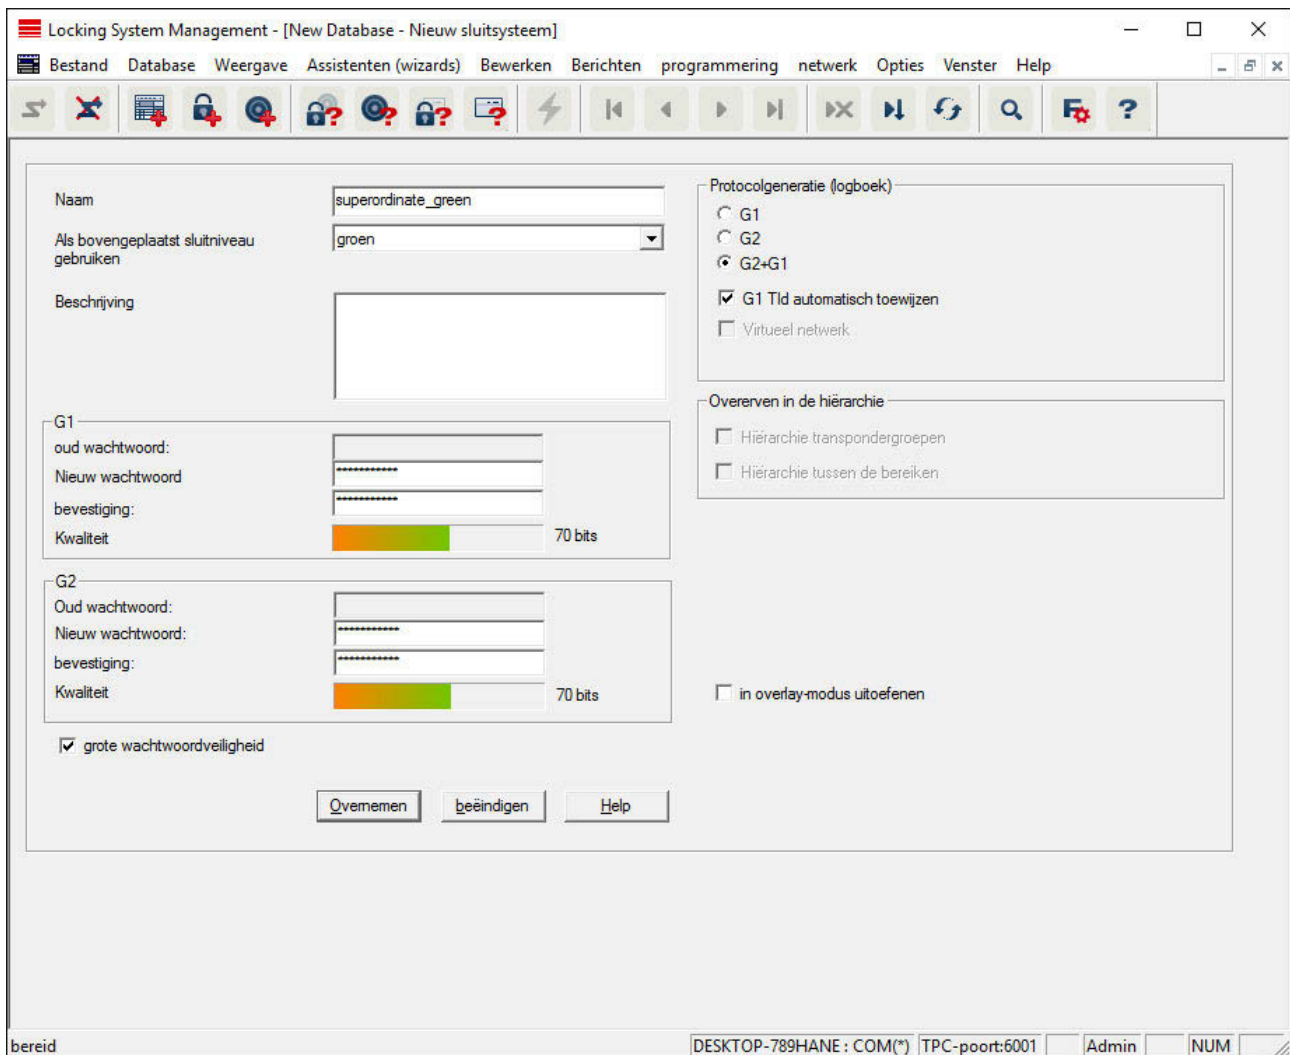 Locking System Management - [New Database - Nieuw sluitsysteem]
Bestand Database Weergave Assistenten (wizards) Bewerken Berichten programmering netwerk Opties Venster Help
Naam
superordinate_green
Als bovengeplaatst sluitniveau gebruiken
groen
Beschrijving
G1
oud wachtwoord:
Nieuw wachtwoord
***********
bevestiging:
***********
Kwaliteit
70 bits
G2
Oud wachtwoord:
Nieuw wachtwoord:
***********
bevestiging:
***********
Kwaliteit
70 bits
grote wachtwoordveiligheid
Overnemen
beëindigen
Help
Protocolgeneratie (logboek)
G1
G2
G2+G1
G1 TId automatisch toewijzen
Virtueel netwerk
Overerven in de hiërarchie
Hiërarchie transpondergroepen
Hiërarchie tussen de bereiken
in overlay-modus uitoefenen
bereid
DESKTOP-789HANE : COM(*) TPC-poort:6001 Admin NUM